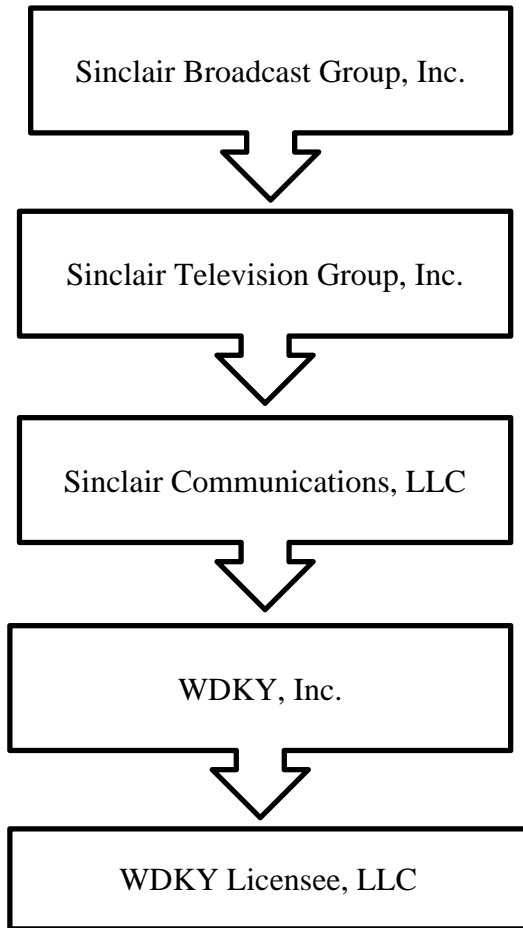 Sinclair Broadcast Group, Inc.
Sinclair Television Group, Inc.
Sinclair Communications, LLC
WDKY, Inc.
WDKY Licensee, LLC